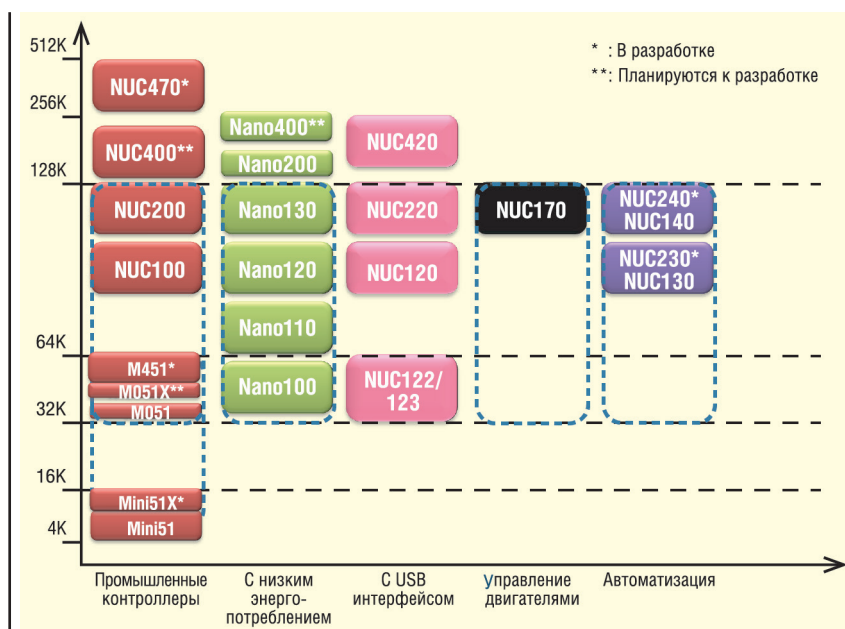 512K
256K
128K
64K
32K
16K
4K
* : В разработке
**: Планируются к разработке
NUC470*
NUC400**
NUC200
NUC100
M451*
M051X**
M051
Mini51X*
Mini51
Nano400**
Nano200
Nano130
Nano120
Nano110
Nano100
NUC420
NUC220
NUC120
NUC122/
123
NUC170
NUC240*
NUC140
NUC230*
NUC130
Промышленные
контроллеры
С низким
энерго-
потреблением
С USB
интерфейсом
управление
двигателями
Автоматизация